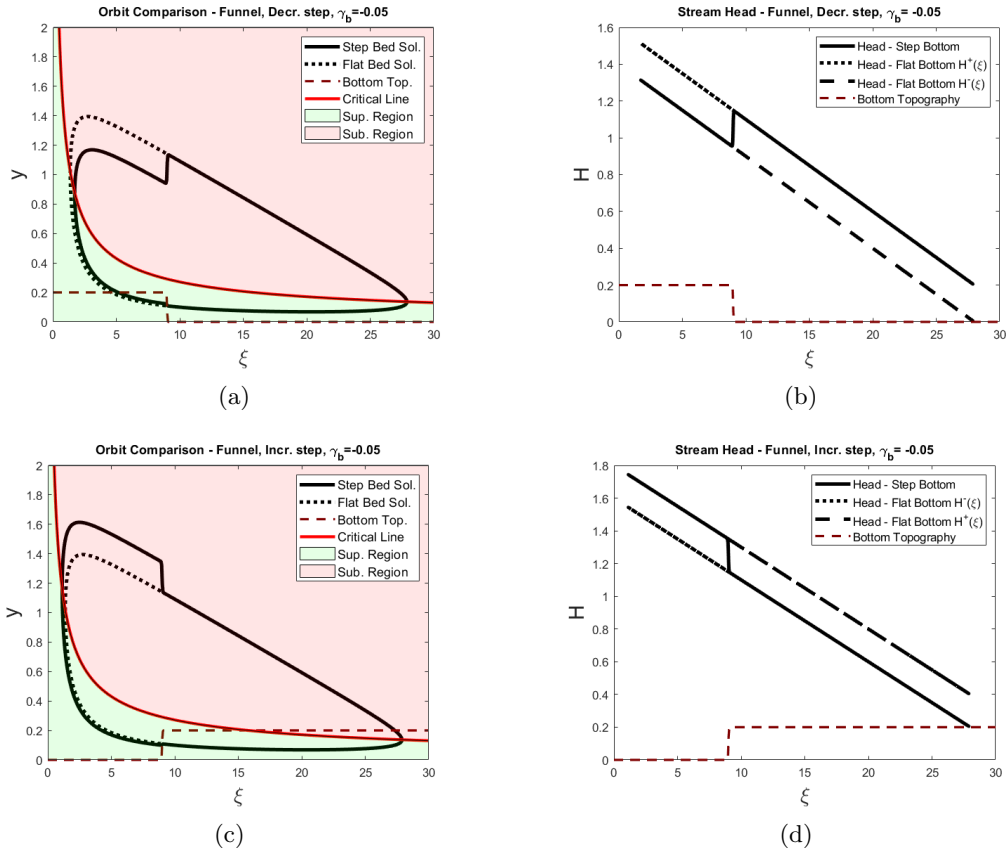 Orbit Comparison - Funnel, Decr. step, γb=-0.05
2
1.8
1.6
1.4
1.2
1
0.8
0.6
0.4
0.2
0
y
0 5 10 15 20 25 30
ξ
Step Bed Sol.
Flat Bed Sol.
Bottom Top.
Critical Line
Sup. Region
Sub. Region
(a)
Stream Head - Funnel, Decr. step, γb= -0.05
1.6
1.4
1.2
1
0.8
0.6
0.4
0.2
0
H
0 5 10 15 20 25 30
ξ
Head - Step Bottom
Head - Flat Bottom H+(ξ)
Head - Flat Bottom H-(ξ)
Bottom Topography
(b)
Orbit Comparison - Funnel, Incr. step, γb=-0.05
2
1.8
1.6
1.4
1.2
1
0.8
0.6
0.4
0.2
0
y
0 5 10 15 20 25 30
ξ
Step Bed Sol.
Flat Bed Sol.
Bottom Top.
Critical Line
Sup. Region
Sub. Region
(c)
Stream Head - Funnel, Incr. step, γb= -0.05
1.8
1.6
1.4
1.2
1
0.8
0.6
0.4
0.2
0
H
0 5 10 15 20 25 30
ξ
Head - Step Bottom
Head - Flat Bottom H-(ξ)
Head - Flat Bottom H+(ξ)
Bottom Topography
(d)